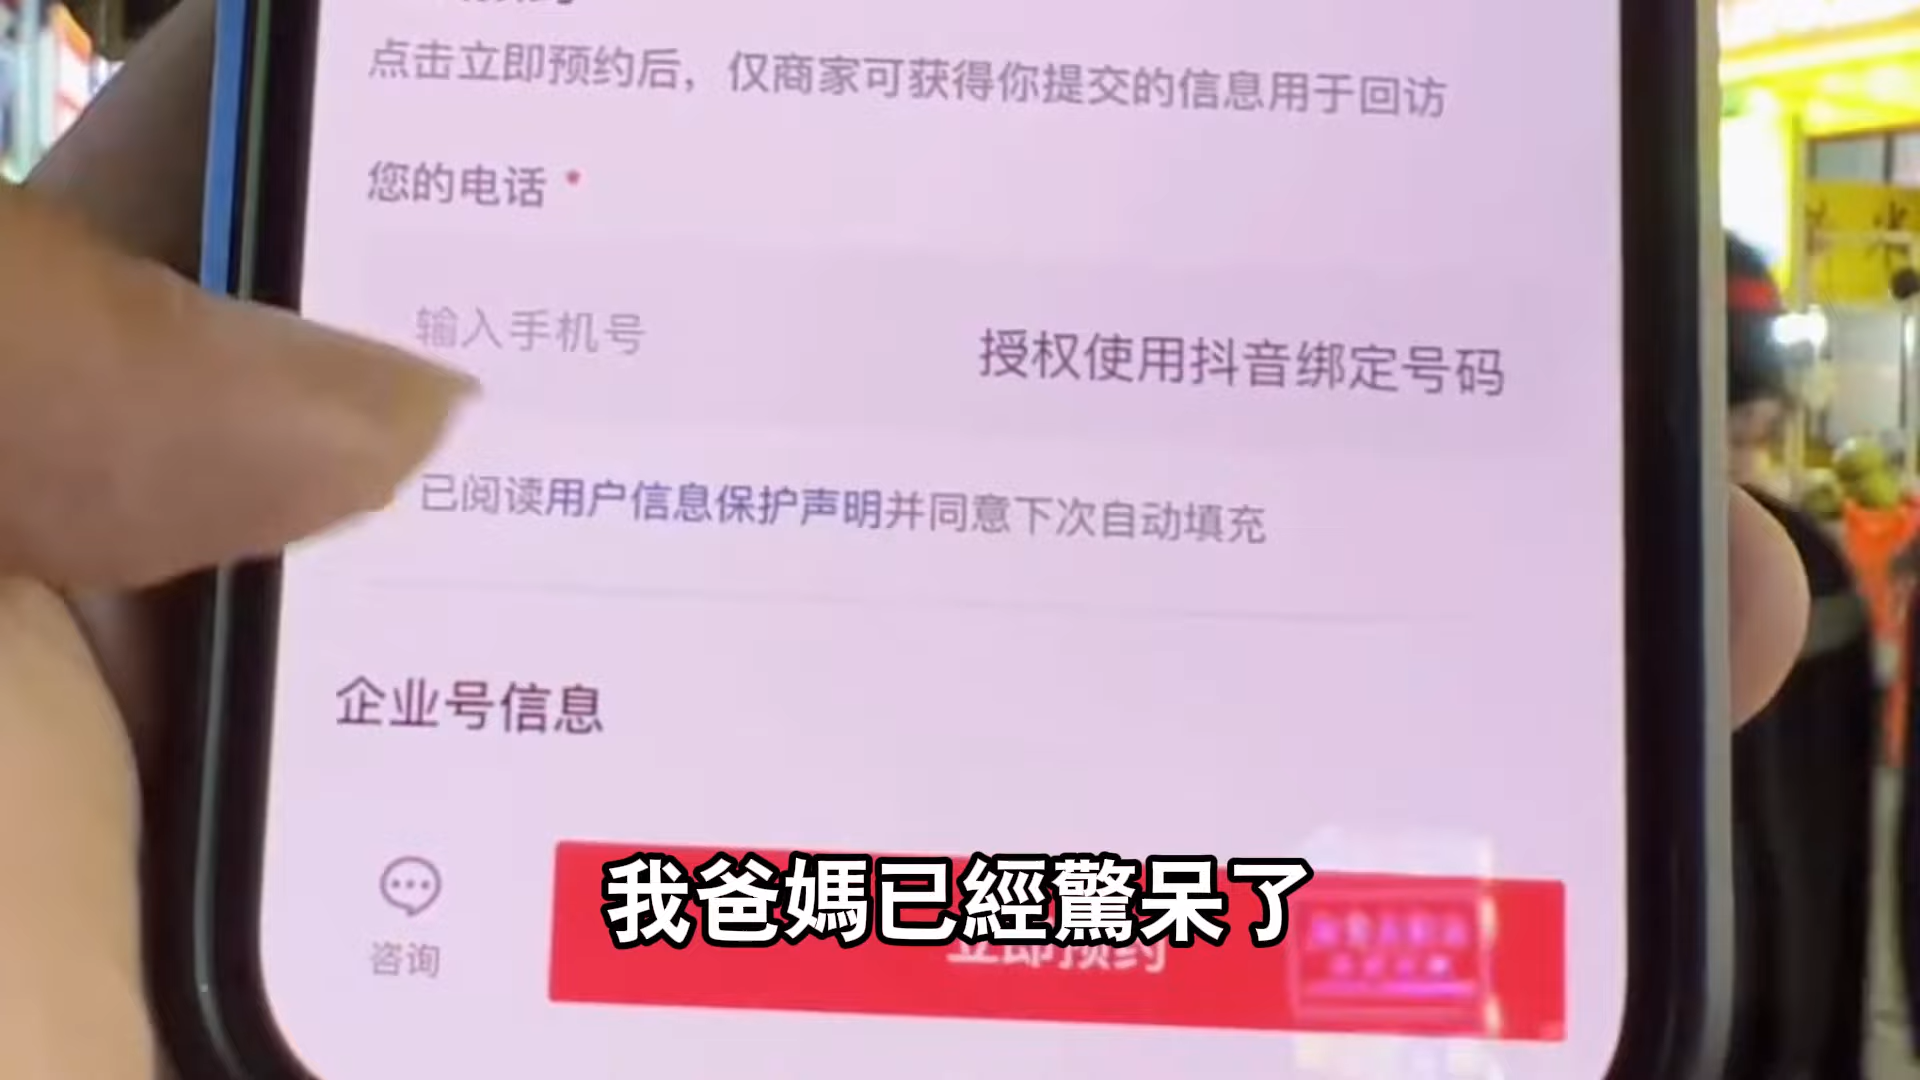 点击立即预约后，仅商家可获得你提交的信息用于回访
您的电话 *
输入手机号
授权使用抖音绑定号码
已阅读用户信息保护声明并同意下次自动填充
企业号信息
咨询
立即预约
我爸媽已經驚呆了